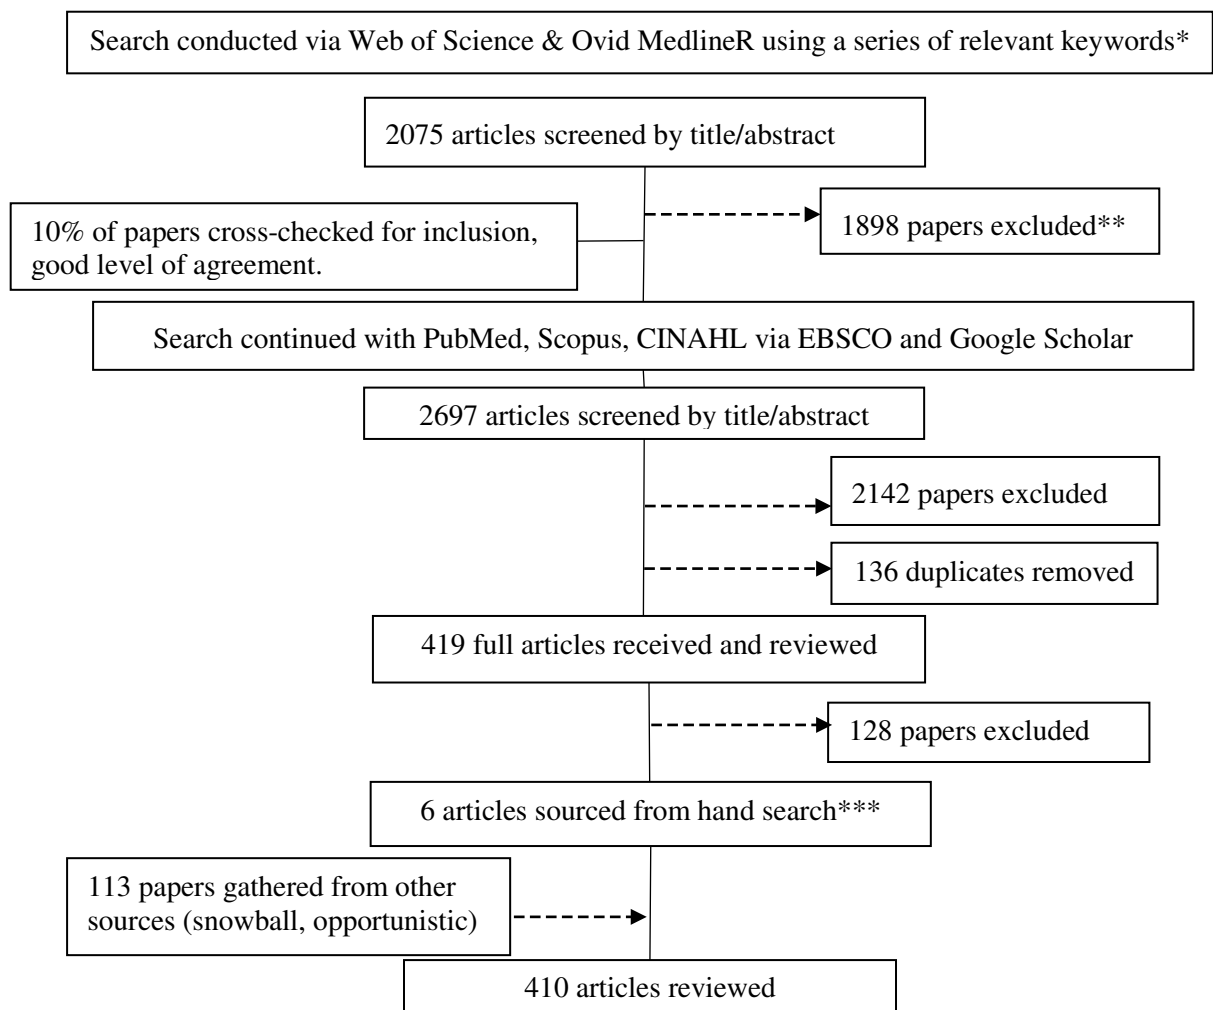 Search conducted via Web of Science & Ovid MedlineR using a series of relevant keywords*
2075 articles screened by title/abstract
1898 papers excluded**
10% of papers cross-checked for inclusion,
good level of agreement.
Search continued with PubMed, Scopus, CINAHL via EBSCO and Google Scholar
2697 articles screened by title/abstract
2142 papers excluded
136 duplicates removed
419 full articles received and reviewed
128 papers excluded
6 articles sourced from hand search***
113 papers gathered from other
sources (snowball, opportunistic)
410 articles reviewed